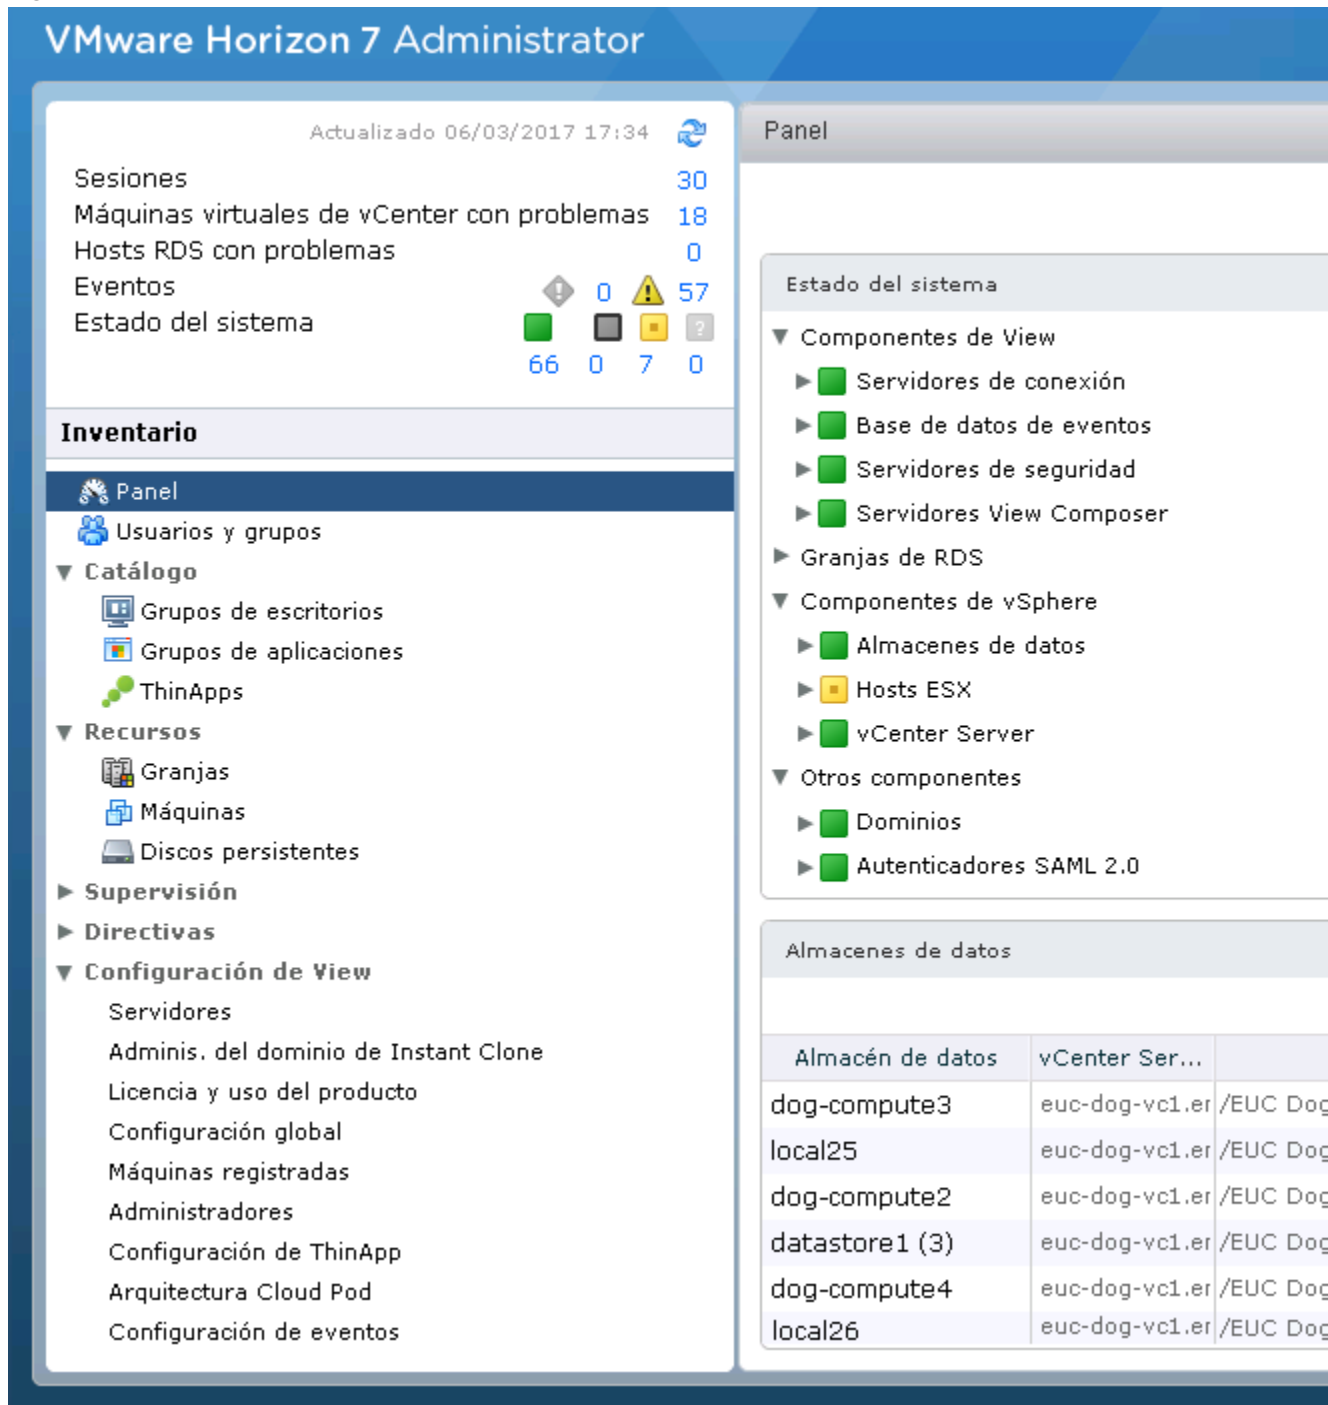 VMware Horizon 7 Administrator
Actualizado 06/03/2017 17:34
Sesiones 30
Máquinas virtuales de vCenter con problemas 18
Hosts RDS con problemas 0
Eventos 0 57
Estado del sistema
66 0 7 0
Inventario
Panel
Usuarios y grupos
Catálogo
Grupos de escritorios
Grupos de aplicaciones
ThinApps
Recursos
Granjas
Máquinas
Discos persistentes
Supervisión
Directivas
Configuración de View
Servidores
Adminis. del dominio de Instant Clone
Licencia y uso del producto
Configuración global
Máquinas registradas
Administradores
Configuración de ThinApp
Arquitectura Cloud Pod
Configuración de eventos
Panel
Estado del sistema
Componentes de View
Servidores de conexión
Base de datos de eventos
Servidores de seguridad
Servidores View Composer
Granjas de RDS
Componentes de vSphere
Almacenes de datos
Hosts ESX
vCenter Server
Otros componentes
Dominios
Autenticadores SAML 2.0
Almacenes de datos
Almacén de datos vCenter Ser...
dog-compute3 euc-dog-vc1.er /EUC Dog
local25 euc-dog-vc1.er /EUC Dog
dog-compute2 euc-dog-vc1.er /EUC Dog
datastore1 (3) euc-dog-vc1.er /EUC Dog
dog-compute4 euc-dog-vc1.er /EUC Dog
local26 euc-dog-vc1.er /EUC Dog